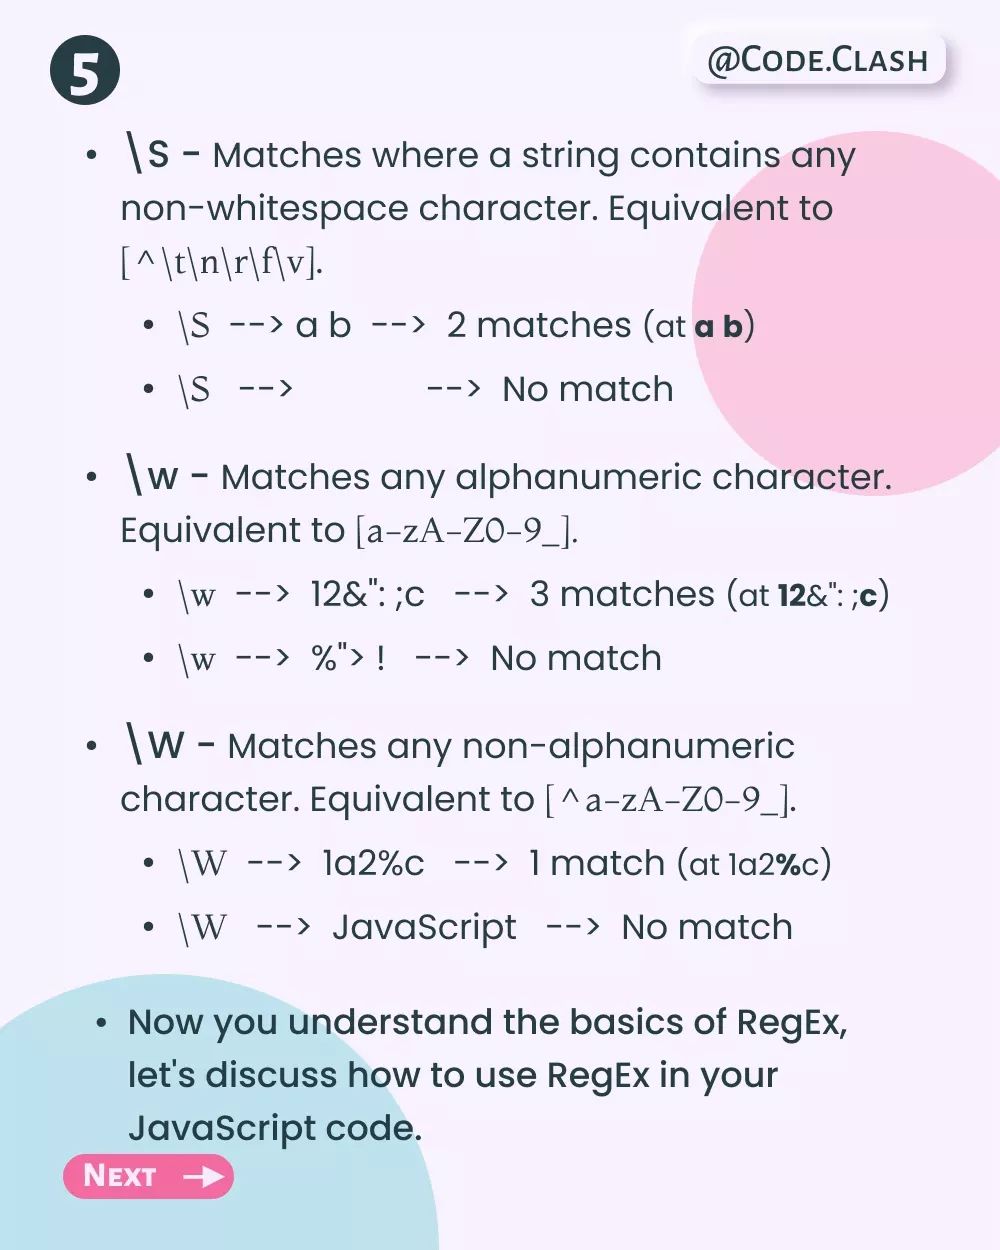 5
@Code.Clash
• \S - Matches where a string contains any
non-whitespace character. Equivalent to
[^\t\n\r\f\v].
• \S --> a b --> 2 matches (at a b)
• \S --> --> No match
• \w - Matches any alphanumeric character.
Equivalent to [a-zA-Z0-9_].
• \w --> 12&": ;c --> 3 matches (at 12&": ;c)
• \w --> %"> ! --> No match
• \W - Matches any non-alphanumeric
character. Equivalent to [^a-zA-Z0-9_].
• \W --> 1a2%c --> 1 match (at 1a2%c)
• \W --> JavaScript --> No match
• Now you understand the basics of RegEx,
let's discuss how to use RegEx in your
JavaScript code.
Next →